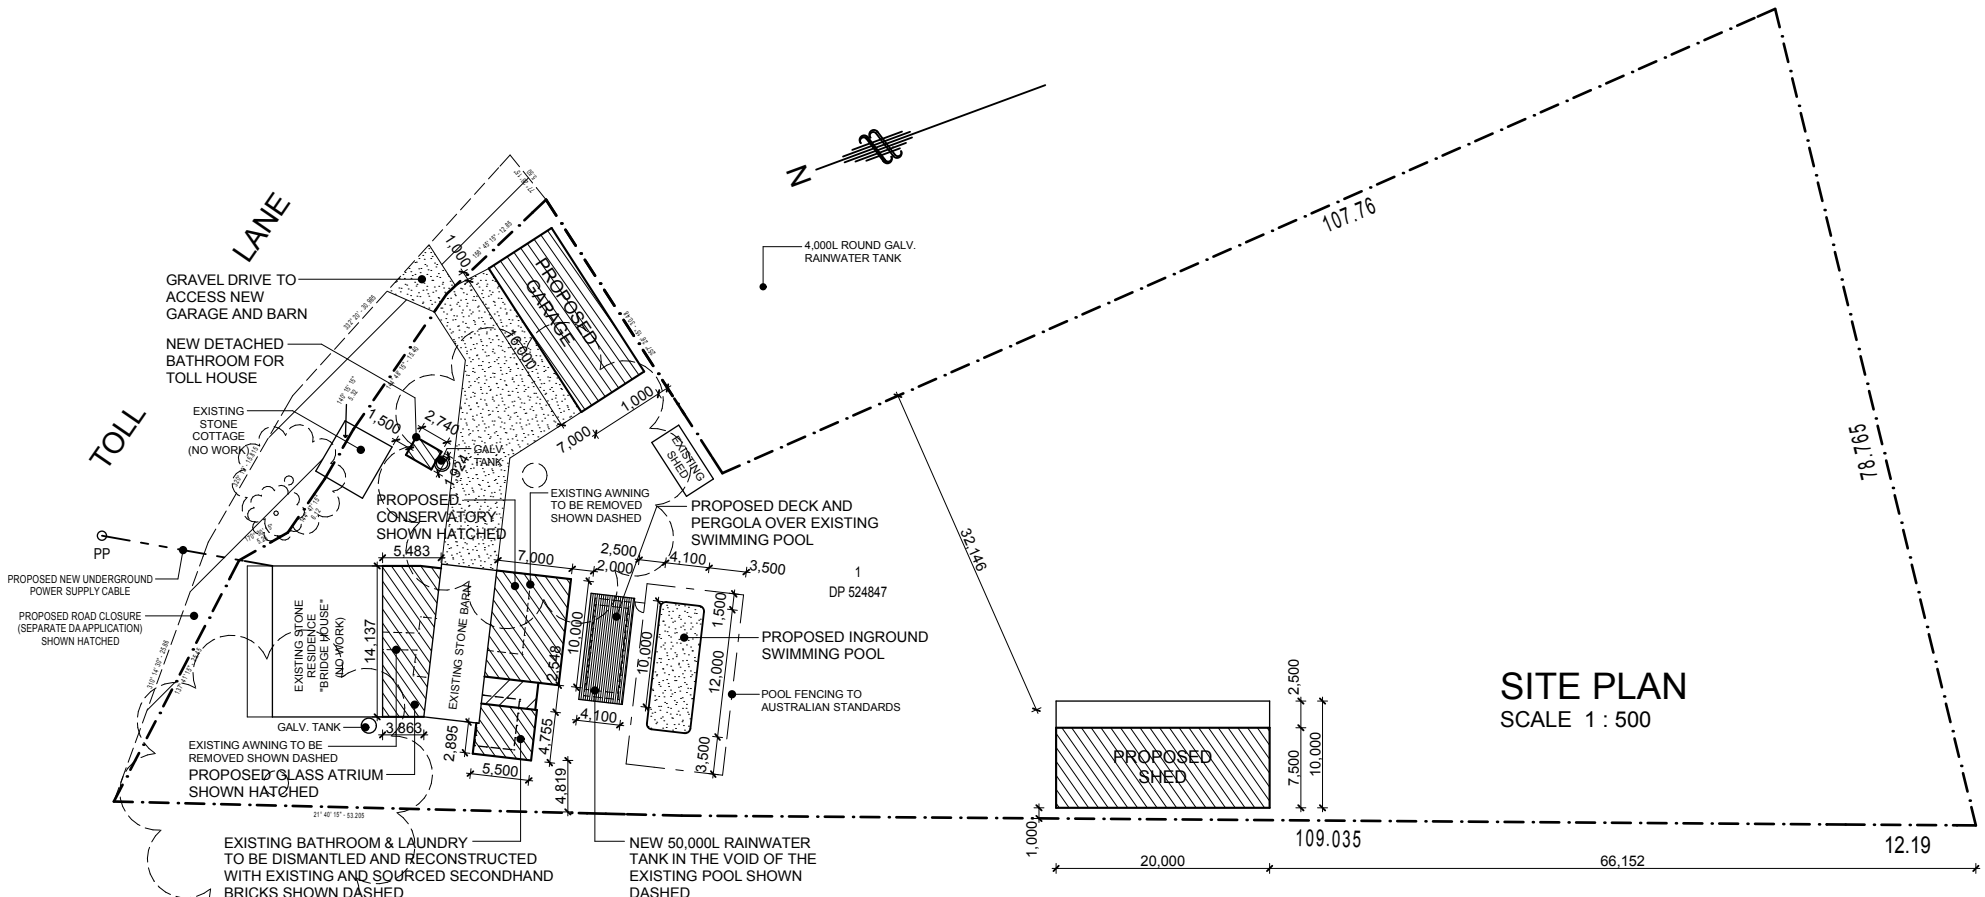 LANE
TOLL
N
GRAVEL DRIVE TO
ACCESS NEW
GARAGE AND BARN
NEW DETACHED
BATHROOM FOR
TOLL HOUSE
EXISTING
STONE
COTTAGE
(NO WORK)
1,000
PROPOSED
GARAGE
16,000
1,000
7,000
4,000L ROUND GALV.
RAINWATER TANK
107.76
78.765
1,500
2,740
1,924
GALV.
TANK
EXISTING
SHED
PP
PROPOSED NEW UNDERGROUND
POWER SUPPLY CABLE
PROPOSED ROAD CLOSURE
(SEPARATE DA APPLICATION)
SHOWN HATCHED
PROPOSED
CONSERVATORY
SHOWN HATCHED
EXISTING AWNING
TO BE REMOVED
SHOWN DASHED
PROPOSED DECK AND
PERGOLA OVER EXISTING
SWIMMING POOL
5,483
7,000
2,500
2,000
4,100
3,500
1
DP 524847
32.146
EXISTING STONE
RESIDENCE
"BRIDGE HOUSE"
(NO WORK)
14,137
EXISTING STONE BARN
10,000
2,548
10,000
1,500
12,000
3,500
PROPOSED INGROUND
SWIMMING POOL
POOL FENCING TO
AUSTRALIAN STANDARDS
4,100
GALV. TANK
3,863
2,895
4,755
5,500
4,819
EXISTING AWNING TO BE
REMOVED SHOWN DASHED
PROPOSED GLASS ATRIUM
SHOWN HATCHED
21° 40' 15" - 53.205
EXISTING BATHROOM & LAUNDRY
TO BE DISMANTLED AND RECONSTRUCTED
WITH EXISTING AND SOURCED SECONDHAND
BRICKS SHOWN DASHED
NEW 50,000L RAINWATER
TANK IN THE VOID OF THE
EXISTING POOL SHOWN
DASHED
PROPOSED
SHED
2,500
7,500
10,000
1,000
20,000
109.035
66,152
12.19
SITE PLAN
SCALE 1 : 500